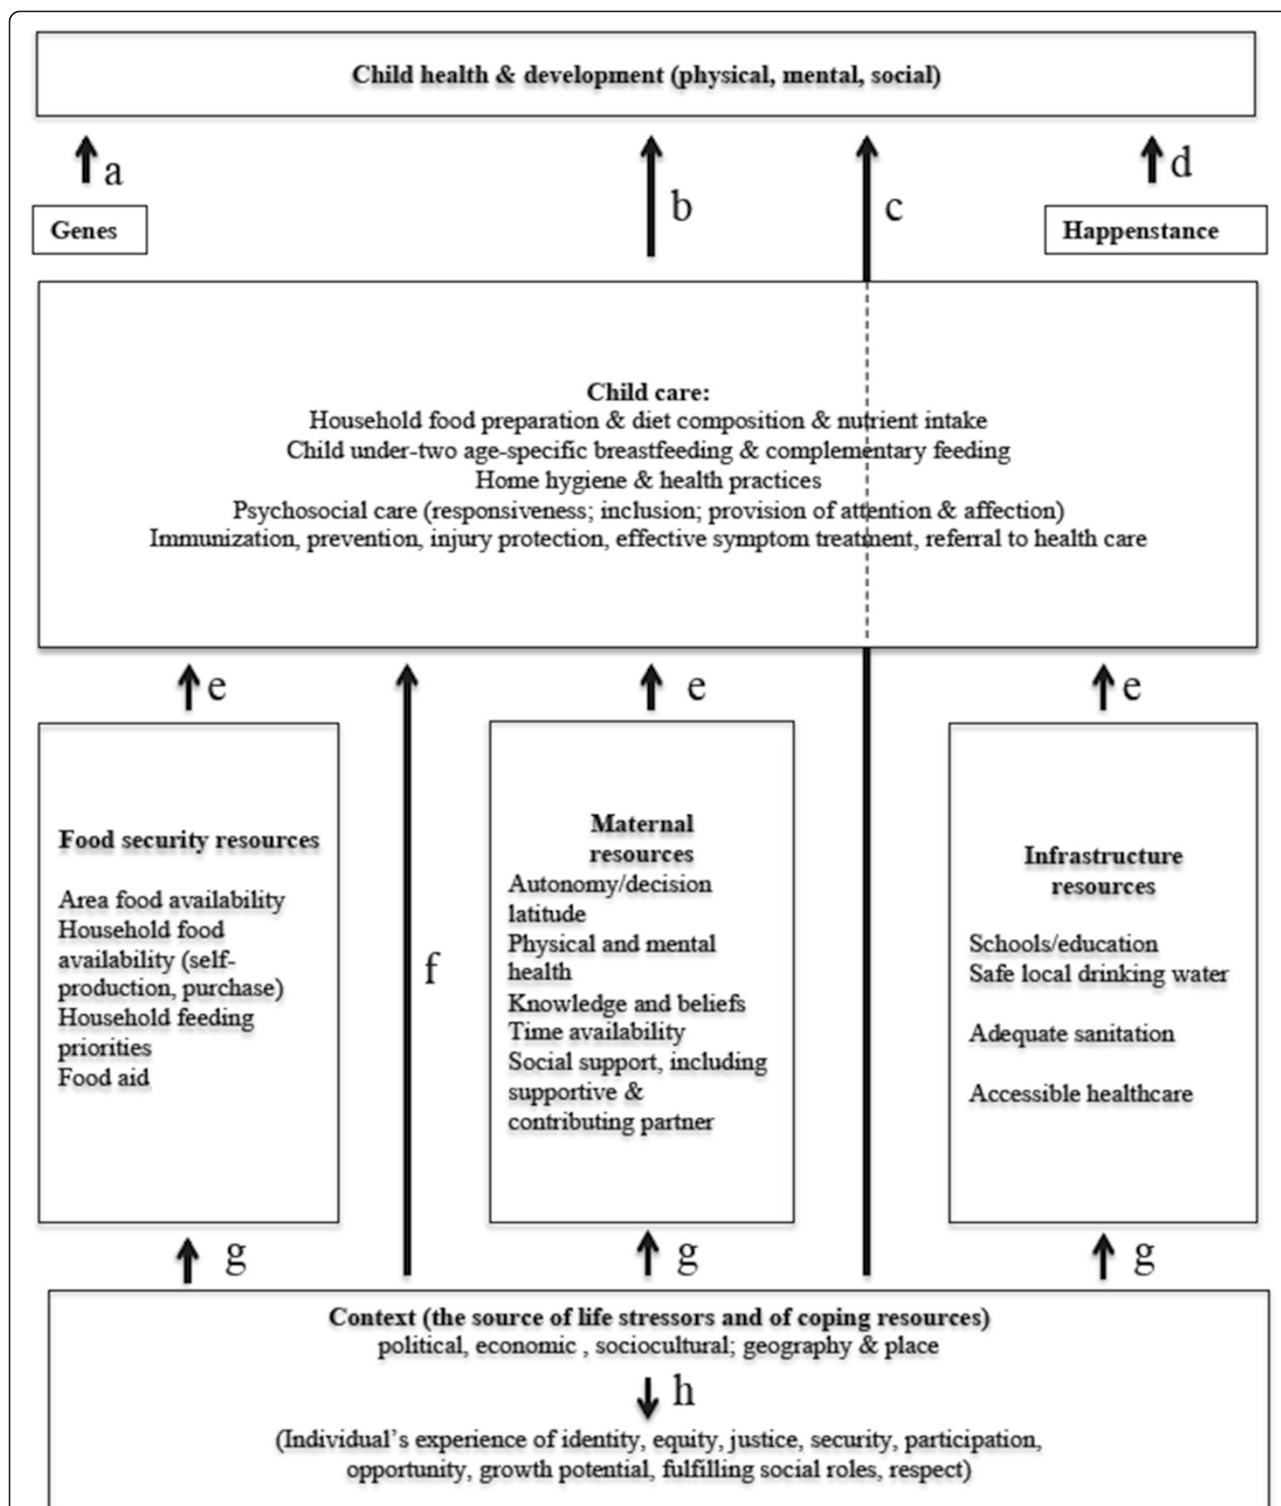 Child health & development (physical, mental, social)
a
b
c
d
Genes
Happenstance
Child care:
Household food preparation & diet composition & nutrient intake
Child under-two age-specific breastfeeding & complementary feeding
Home hygiene & health practices
Psychosocial care (responsiveness; inclusion; provision of attention & affection)
Immunization, prevention, injury protection, effective symptom treatment, referral to health care
e
e
e
Food security resources
Area food availability
Household food
availability (self-
production, purchase)
Household feeding
priorities
Food aid
f
Maternal
resources
Autonomy/decision
latitude
Physical and mental
health
Knowledge and beliefs
Time availability
Social support, including
supportive &
contributing partner
Infrastructure
resources
Schools/education
Safe local drinking water
Adequate sanitation
Accessible healthcare
g
g
g
Context (the source of life stressors and of coping resources)
political, economic , sociocultural; geography & place
h
(Individual's experience of identity, equity, justice, security, participation,
opportunity, growth potential, fulfilling social roles, respect)